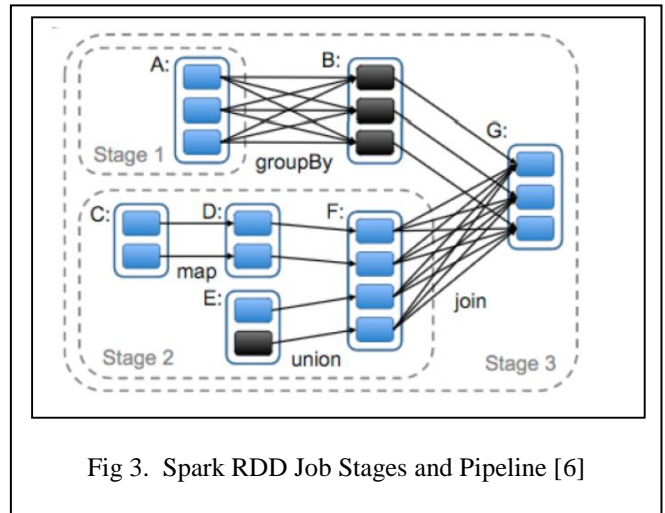 A:
B:
G:
Stage 1
groupBy
C:
D:
F:
map
E:
join
Stage 2
union
Stage 3
Fig 3. Spark RDD Job Stages and Pipeline [6]